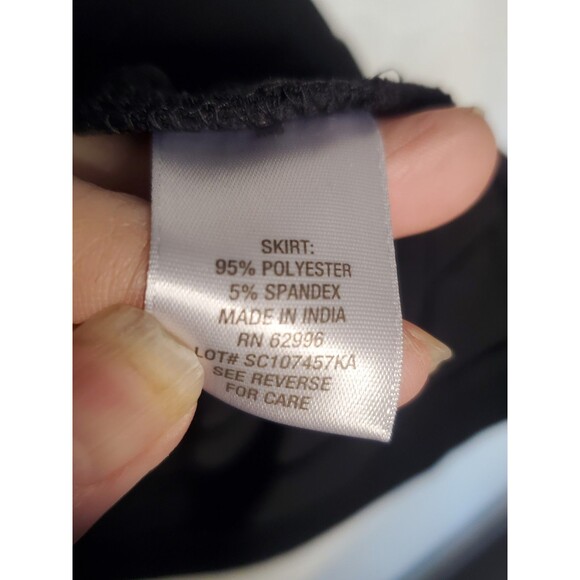 SKIRT:
95% POLYESTER
5% SPANDEX
MADE IN INDIA
RN 62996
LOT# SC107457KA
SEE REVERSE
FOR CARE